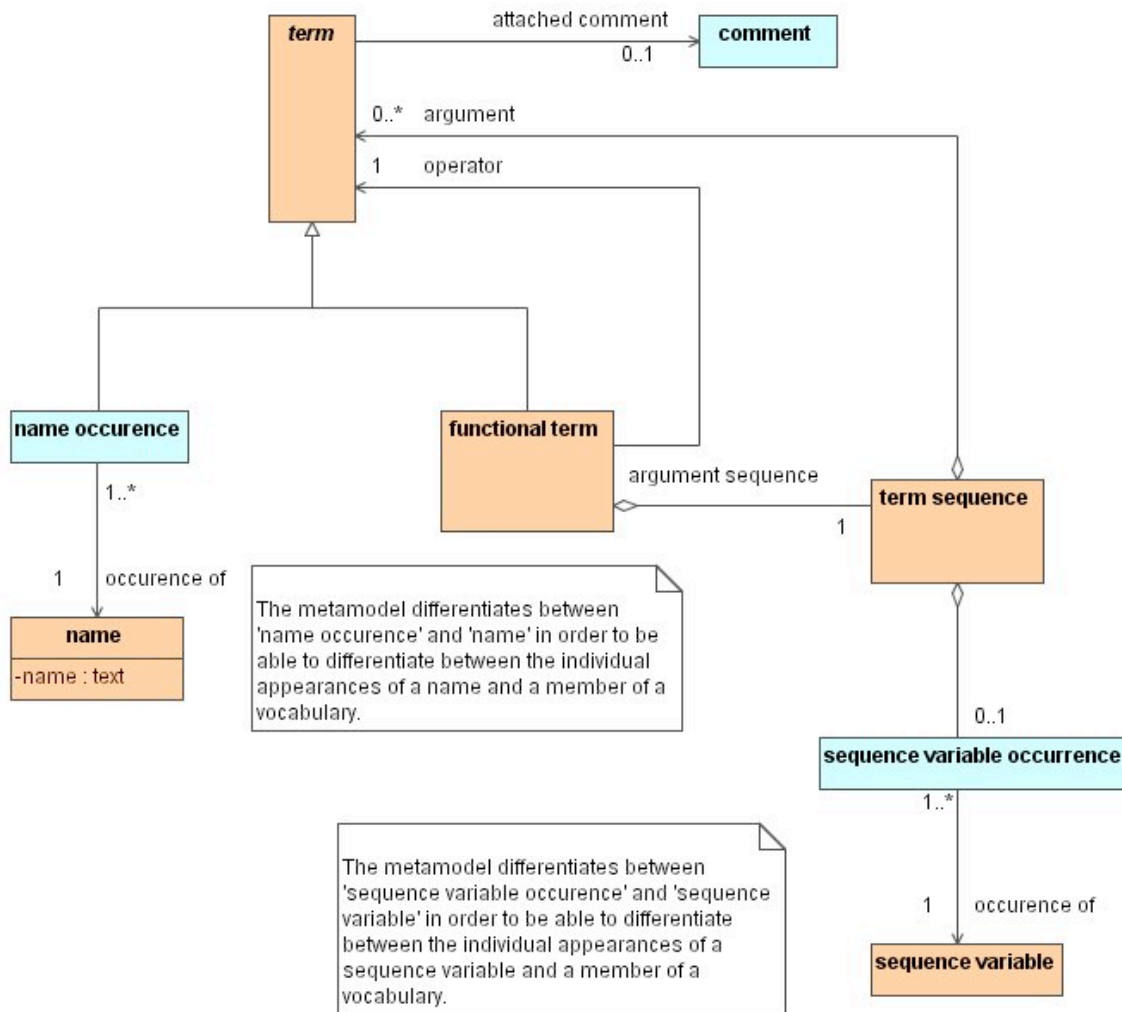 term
attached comment
comment
0..1
0..* argument
1 operator
name occurence
functional term
argument sequence
term sequence
1..*
1
1 occurence of
name
-name : text
The metamodel differentiates between
'name occurence' and 'name' in order to be
able to differentiate between the individual
appearances of a name and a member of a
vocabulary.
0..1
sequence variable occurrence
1..*
The metamodel differentiates between
'sequence variable occurence' and 'sequence
variable' in order to be able to differentiate
between the individual appearances of a
sequence variable and a member of a
vocabulary.
1 occurence of
sequence variable